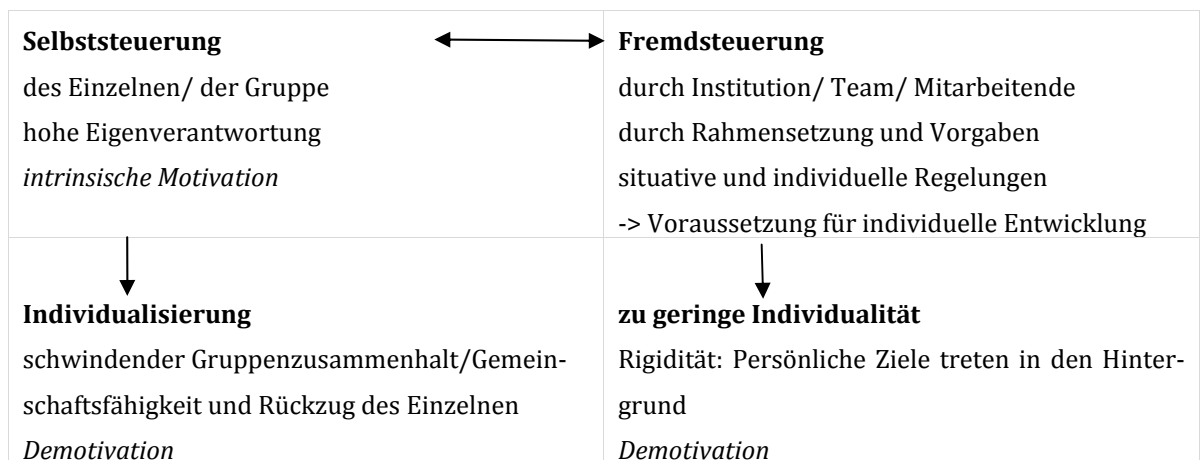 Selbststeuerung
des Einzelnen/ der Gruppe
hohe Eigenverantwortung
intrinsische Motivation
Fremdsteuerung
durch Institution/ Team/ Mitarbeitende
durch Rahmensetzung und Vorgaben
situative und individuelle Regelungen
-> Voraussetzung für individuelle Entwicklung
Individualisierung
schwindender Gruppenzusammenhalt/Gemein-
schaftsfähigkeit und Rückzug des Einzelnen
Demotivation
zu geringe Individualität
Rigidität: Persönliche Ziele treten in den Hinter-
grund
Demotivation